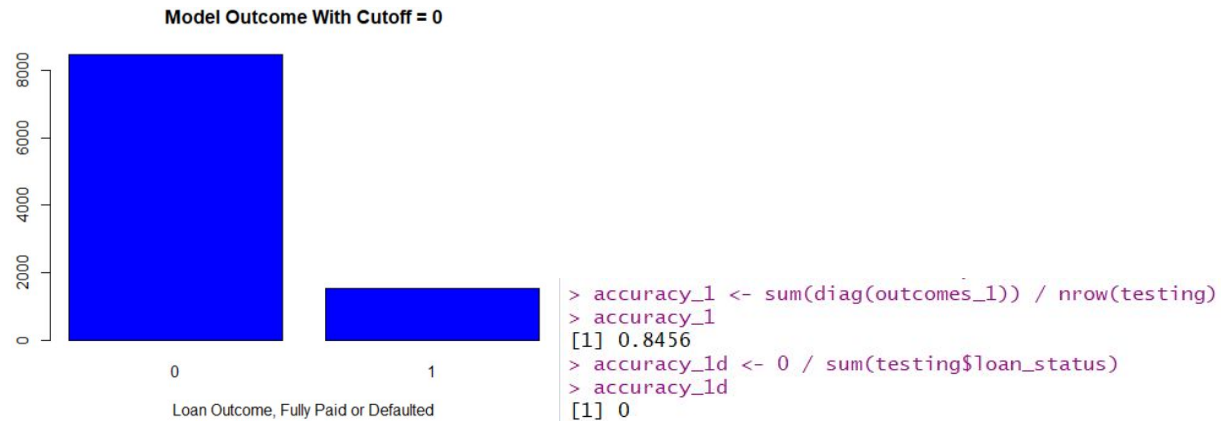 Model Outcome With Cutoff = 0
8000
6000
4000
2000
0
0 1
Loan Outcome, Fully Paid or Defaulted
> accuracy_1 <- sum(diag(outcomes_1)) / nrow(testing)
> accuracy_1
[1] 0.8456
> accuracy_1d <- 0 / sum(testing$loan_status)
> accuracy_1d
[1] 0